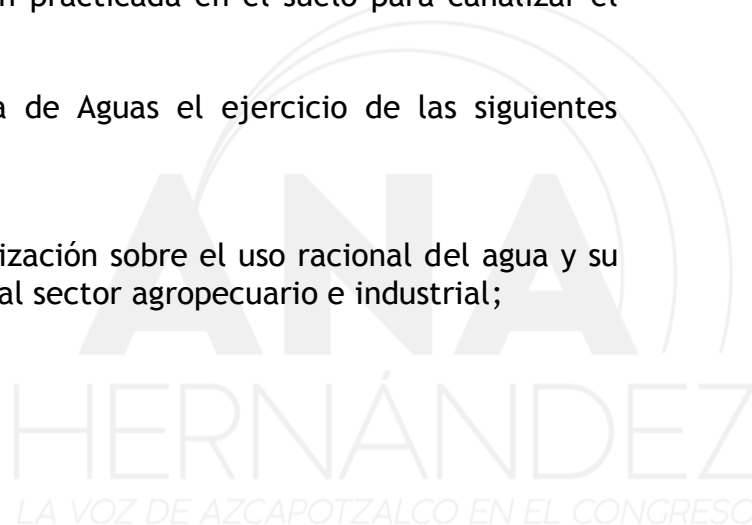 practicada en el suelo para canalizar el
de Aguas el ejercicio de las siguientes
sobre el uso racional del agua y su
al sector agropecuario e industrial;
ANA
HERNÁNDEZ
LA VOZ DE AZCAPOTZALCO EN EL CONGRESO